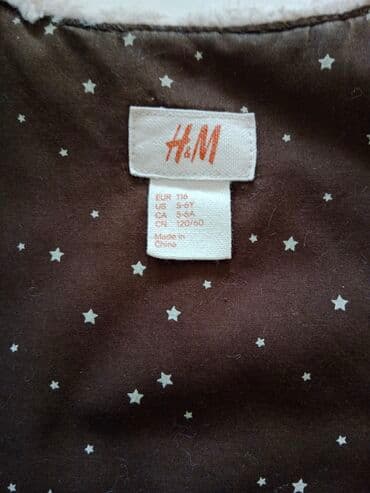 H&M
EUR 116
US 5-6Y
CA 5-6A
CN 120/60
Made in
China